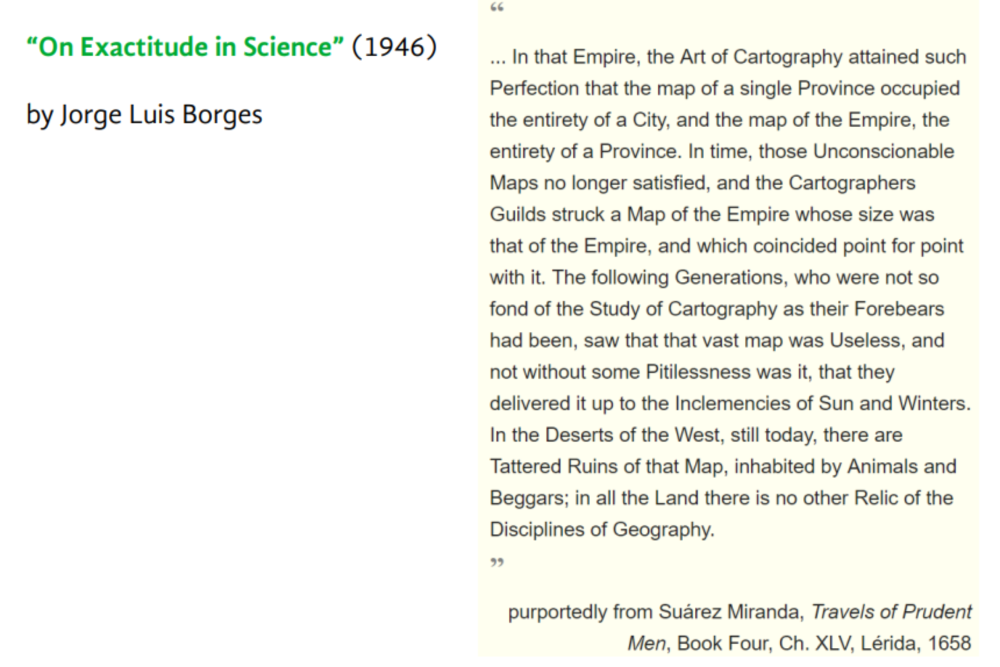 “On Exactitude in Science” (1946)
by Jorge Luis Borges
“
... In that Empire, the Art of Cartography attained such
Perfection that the map of a single Province occupied
the entirety of a City, and the map of the Empire, the
entirety of a Province. In time, those Unconscionable
Maps no longer satisfied, and the Cartographers
Guilds struck a Map of the Empire whose size was
that of the Empire, and which coincided point for point
with it. The following Generations, who were not so
fond of the Study of Cartography as their Forebears
had been, saw that that vast map was Useless, and
not without some Pitilessness was it, that they
delivered it up to the Inclemencies of Sun and Winters.
In the Deserts of the West, still today, there are
Tattered Ruins of that Map, inhabited by Animals and
Beggars; in all the Land there is no other Relic of the
Disciplines of Geography.
”
purportedly from Suárez Miranda, Travels of Prudent
Men, Book Four, Ch. XLV, Lérida, 1658